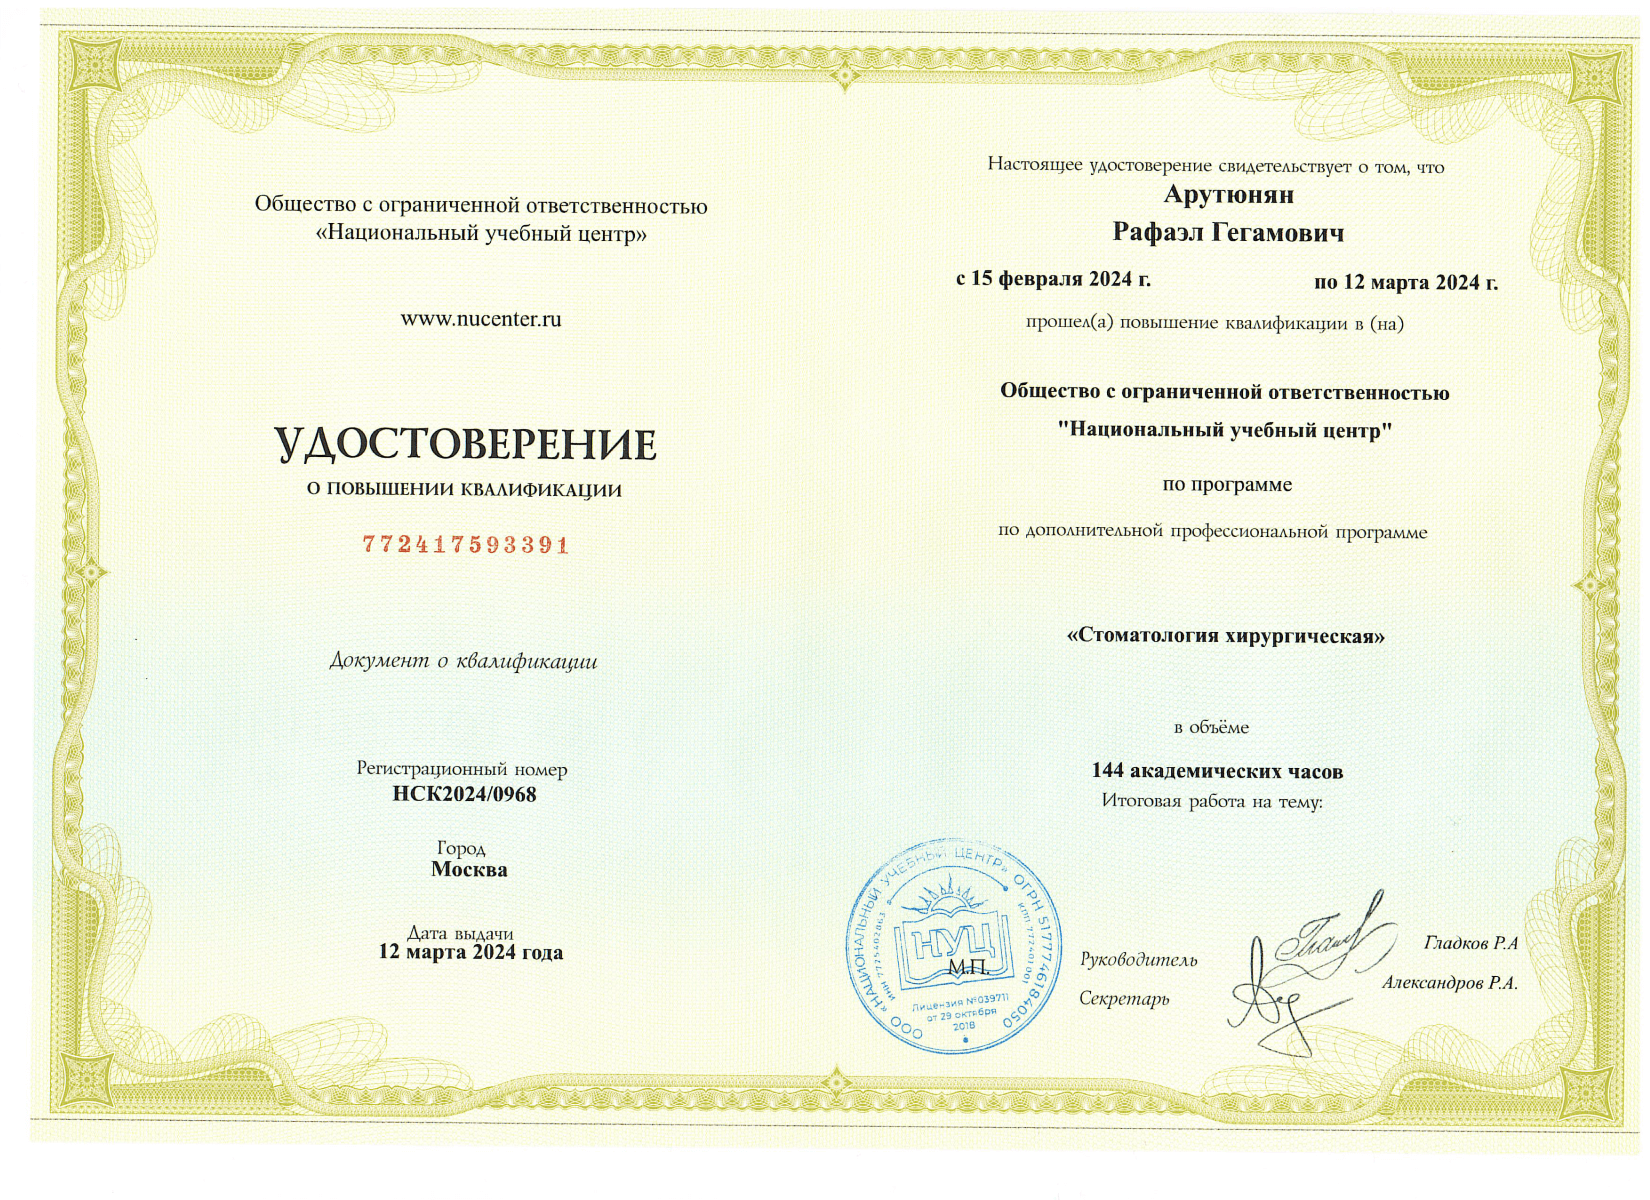 Общество с ограниченной ответственностью
«Национальный учебный центр»
www.nucenter.ru
УДОСТОВЕРЕНИЕ
О ПОВЫШЕНИИ КВАЛИФИКАЦИИ
772417593391
Документ о квалификации
Регистрационный номер
НСК2024/0968
Город
Москва
Дата выдачи
12 марта 2024 года
Настоящее удостоверение свидетельствует о том, что
Арутюнян
Рафаэл Гегамович
с 15 февраля 2024 г. по 12 марта 2024 г.
прошел(а) повышение квалификации в (на)
Общество с ограниченной ответственностью
"Национальный учебный центр"
по программе
по дополнительной профессиональной программе
«Стоматология хирургическая»
в объёме
144 академических часов
Итоговая работа на тему:
ООО «НАЦИОНАЛЬНЫЙ УЧЕБНЫЙ ЦЕНТР» ОГРН 5177746184050
ИНН 7725402863
КПП 772401001
НУЦ
М.П.
Лицензия №039711
от 29 октября
2018
Руководитель
Гладков Р.А
Секретарь
Александров Р.А.